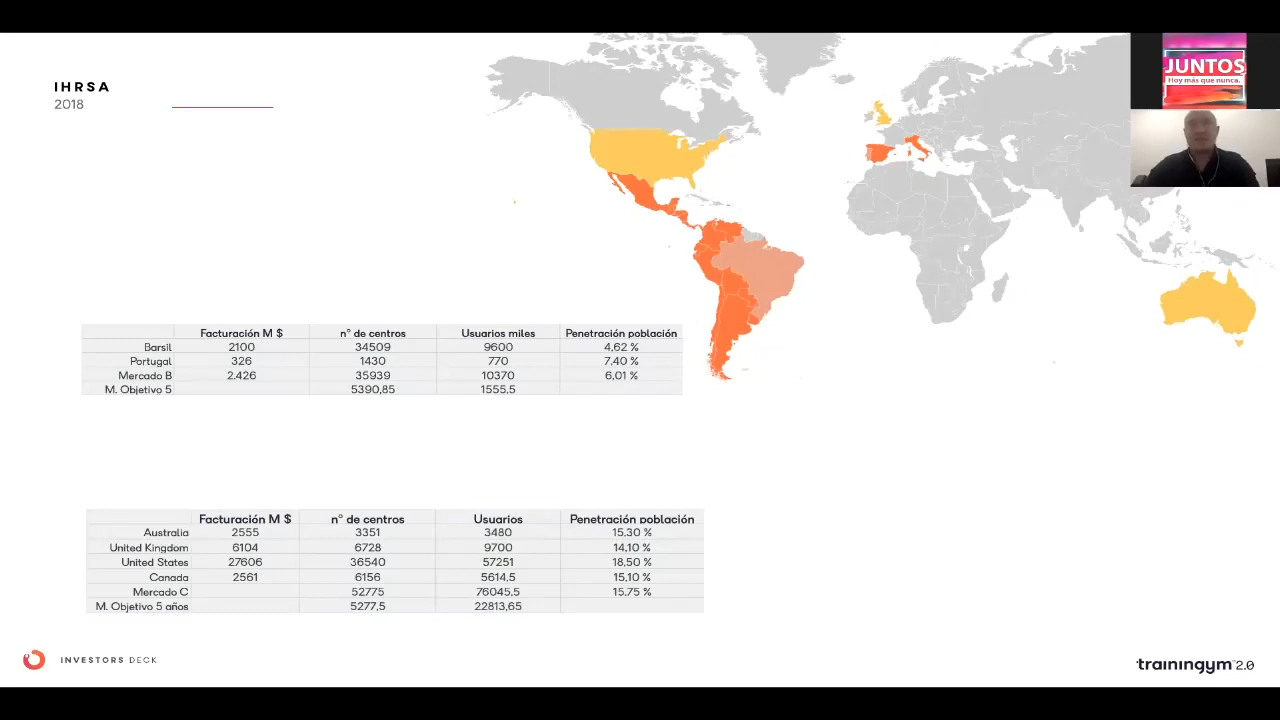 IHRSA
2018
JUNTOS
Hoy más que nunca.
Facturación M $ n° de centros Usuarios miles Penetración población
Barsil 2100 34509 9600 4,62 %
Portugal 326 1430 770 7,40 %
Mercado B 2.426 35939 10370 6,01 %
M. Objetivo 5 5390,85 1555,5
Facturación M $ n° de centros Usuarios Penetración población
Australia 2555 3351 3480 15,30 %
United Kingdom 6104 6728 9700 14,10 %
United States 27606 36540 57251 18,50 %
Canada 2561 6156 5614,5 15,10 %
Mercado C 52775 76045,5 15.75 %
M. Objetivo 5 años 5277,5 22813,65
INVESTORS DECK
trainingym 2.0